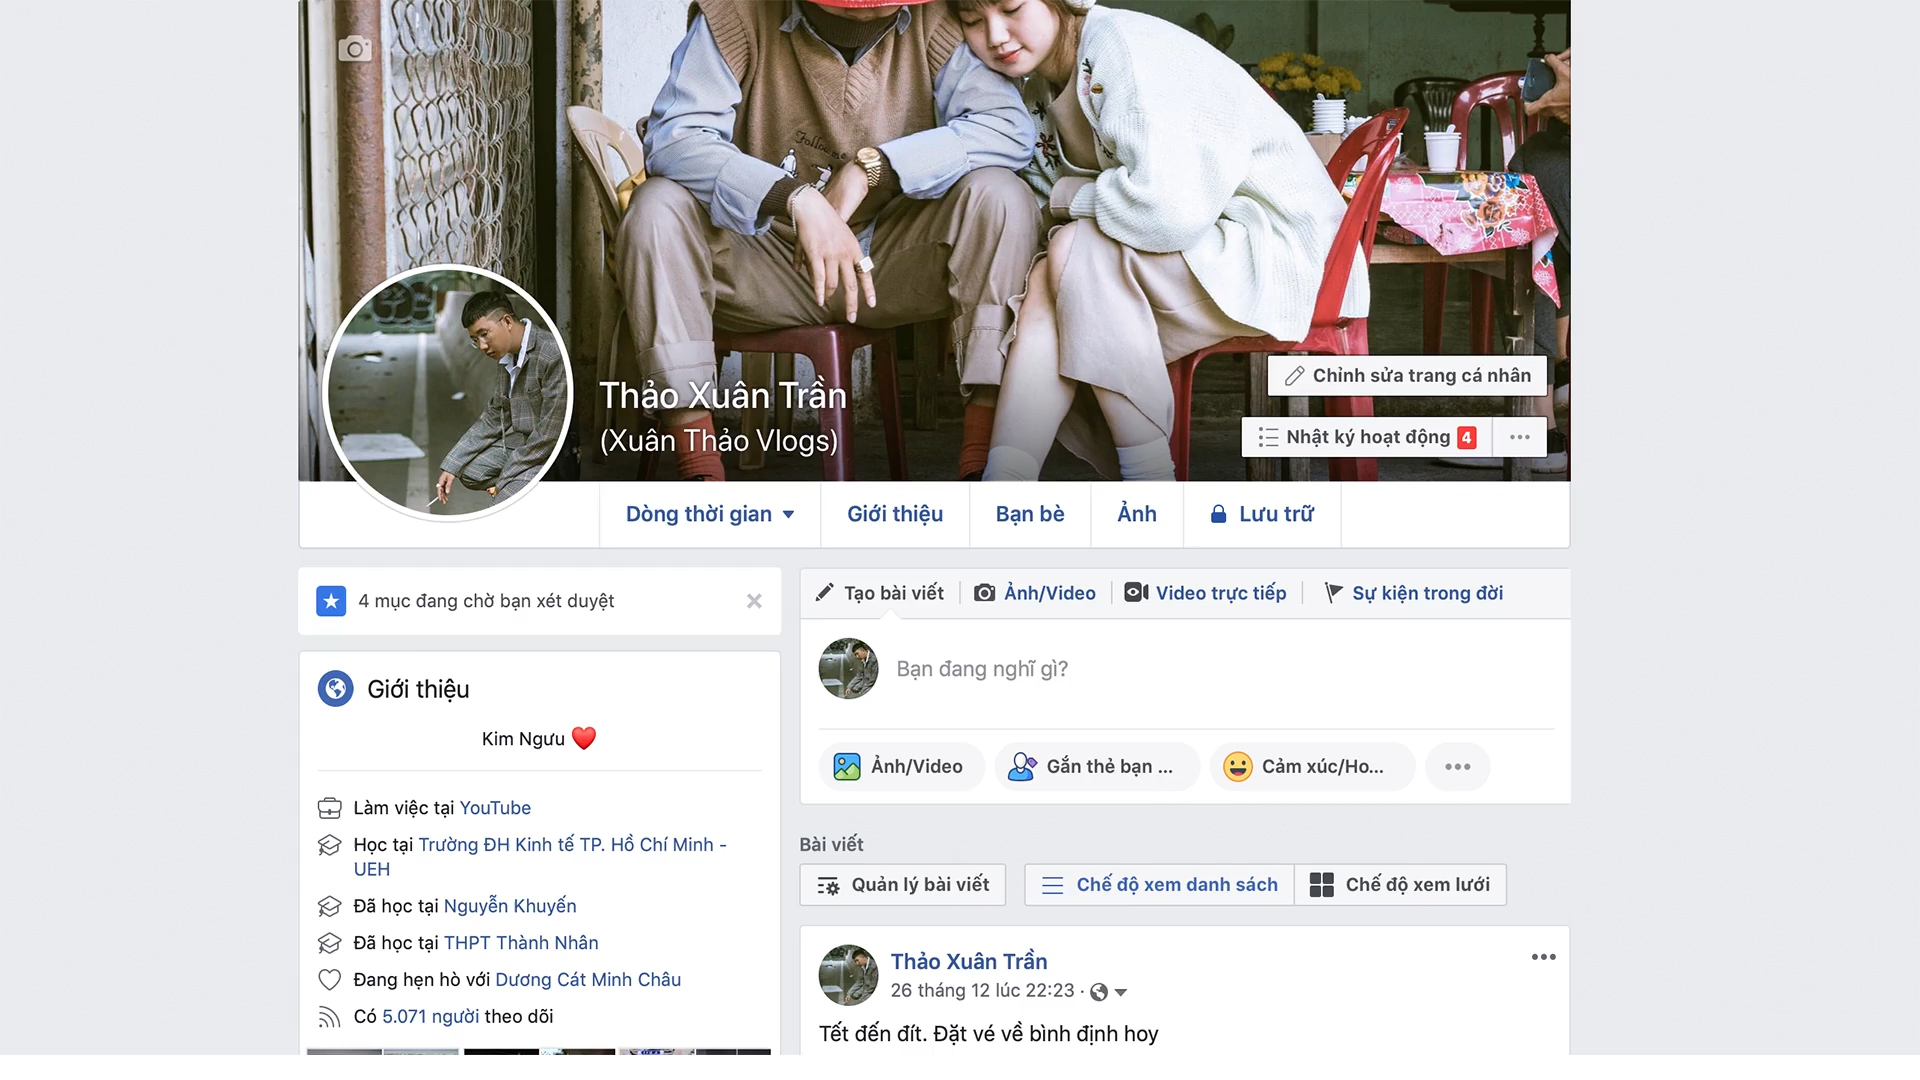 Follow me
Thảo Xuân Trần
(Xuân Thảo Vlogs)
Chỉnh sửa trang cá nhân
Nhật ký hoạt động 4
Dòng thời gian
Giới thiệu
Bạn bè
Ảnh
Lưu trữ
4 mục đang chờ bạn xét duyệt
Giới thiệu
Kim Ngưu
Làm việc tại YouTube
Học tại Trường ĐH Kinh tế TP. Hồ Chí Minh -
UEH
Đã học tại Nguyễn Khuyến
Đã học tại THPT Thành Nhân
Đang hẹn hò với Dương Cát Minh Châu
Có 5.071 người theo dõi
Tạo bài viết
Ảnh/Video
Video trực tiếp
Sự kiện trong đời
Bạn đang nghĩ gì?
Ảnh/Video
Gắn thẻ bạn ...
Cảm xúc/Ho...
Bài viết
Quản lý bài viết
Chế độ xem danh sách
Chế độ xem lưới
Thảo Xuân Trần
26 tháng 12 lúc 22:23 ·
Tết đến đít. Đặt vé về bình định hoy